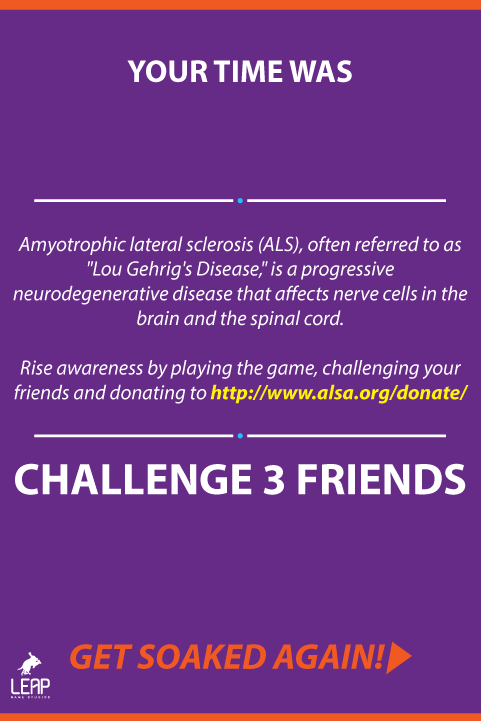 YOUR TIME WAS
Amyotrophic lateral sclerosis (ALS), often referred to as
"Lou Gehrig's Disease," is a progressive
neurodegenerative disease that affects nerve cells in the
brain and the spinal cord.
Rise awareness by playing the game, challenging your
friends and donating to http://www.alsa.org/donate/
CHALLENGE 3 FRIENDS
GET SOAKED AGAIN!
LEAP
GAME STUDIOS